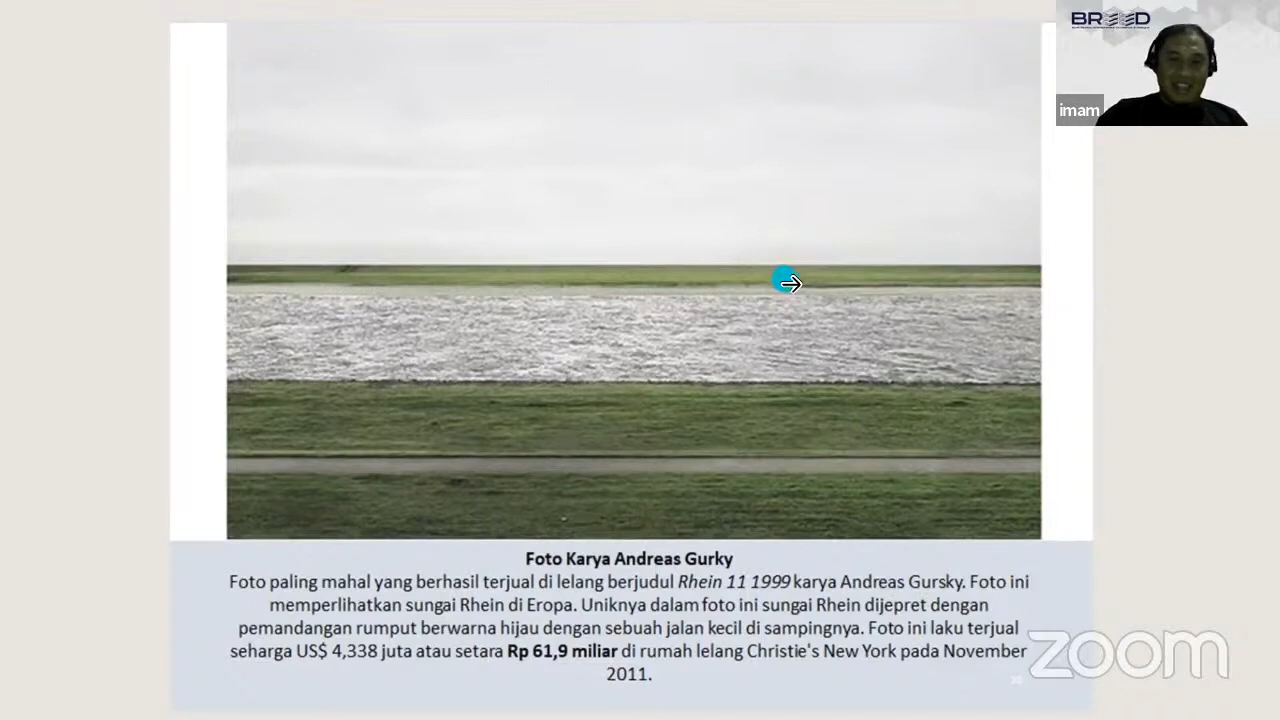 BREED
imam
Foto Karya Andreas Gurky
Foto paling mahal yang berhasil terjual di lelang berjudul Rhein 11 1999 karya Andreas Gursky. Foto ini
memperlihatkan sungai Rhein di Eropa. Uniknya dalam foto ini sungai Rhein dijepret dengan
pemandangan rumput berwarna hijau dengan sebuah jalan kecil di sampingnya. Foto ini laku terjual
seharga US$ 4,338 juta atau setara Rp 61,9 miliar di rumah lelang Christie's New York pada November
2011.
zoom